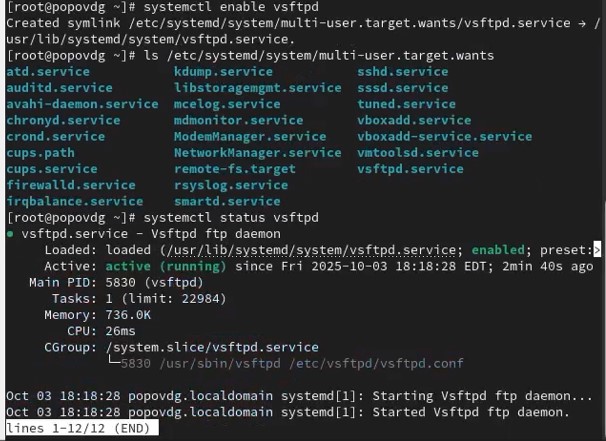 [root@popovdg ~]# systemctl enable vsftpd
Created symlink /etc/systemd/system/multi-user.target.wants/vsftpd.service → /
usr/lib/systemd/system/vsftpd.service.
[root@popovdg ~]# ls /etc/systemd/system/multi-user.target.wants
atd.service kdump.service sshd.service
auditd.service libstoragemgmt.service sssd.service
avahi-daemon.service mcelog.service tuned.service
chronyd.service mdmonitor.service vboxadd.service
crond.service ModemManager.service vboxadd-service.service
cups.path NetworkManager.service vmtoolsd.service
cups.service remote-fs.target vsftpd.service
firewalld.service rsyslog.service
irqbalance.service smartd.service
[root@popovdg ~]# systemctl status vsftpd
● vsftpd.service - Vsftpd ftp daemon
Loaded: loaded (/usr/lib/systemd/system/vsftpd.service; enabled; preset:>
Active: active (running) since Fri 2025-10-03 18:18:28 EDT; 2min 40s ago
Main PID: 5830 (vsftpd)
Tasks: 1 (limit: 22984)
Memory: 736.0K
CPU: 26ms
CGroup: /system.slice/vsftpd.service
└─5830 /usr/sbin/vsftpd /etc/vsftpd/vsftpd.conf
Oct 03 18:18:28 popovdg.localdomain systemd[1]: Starting Vsftpd ftp daemon...
Oct 03 18:18:28 popovdg.localdomain systemd[1]: Started Vsftpd ftp daemon.
lines 1-12/12 (END)